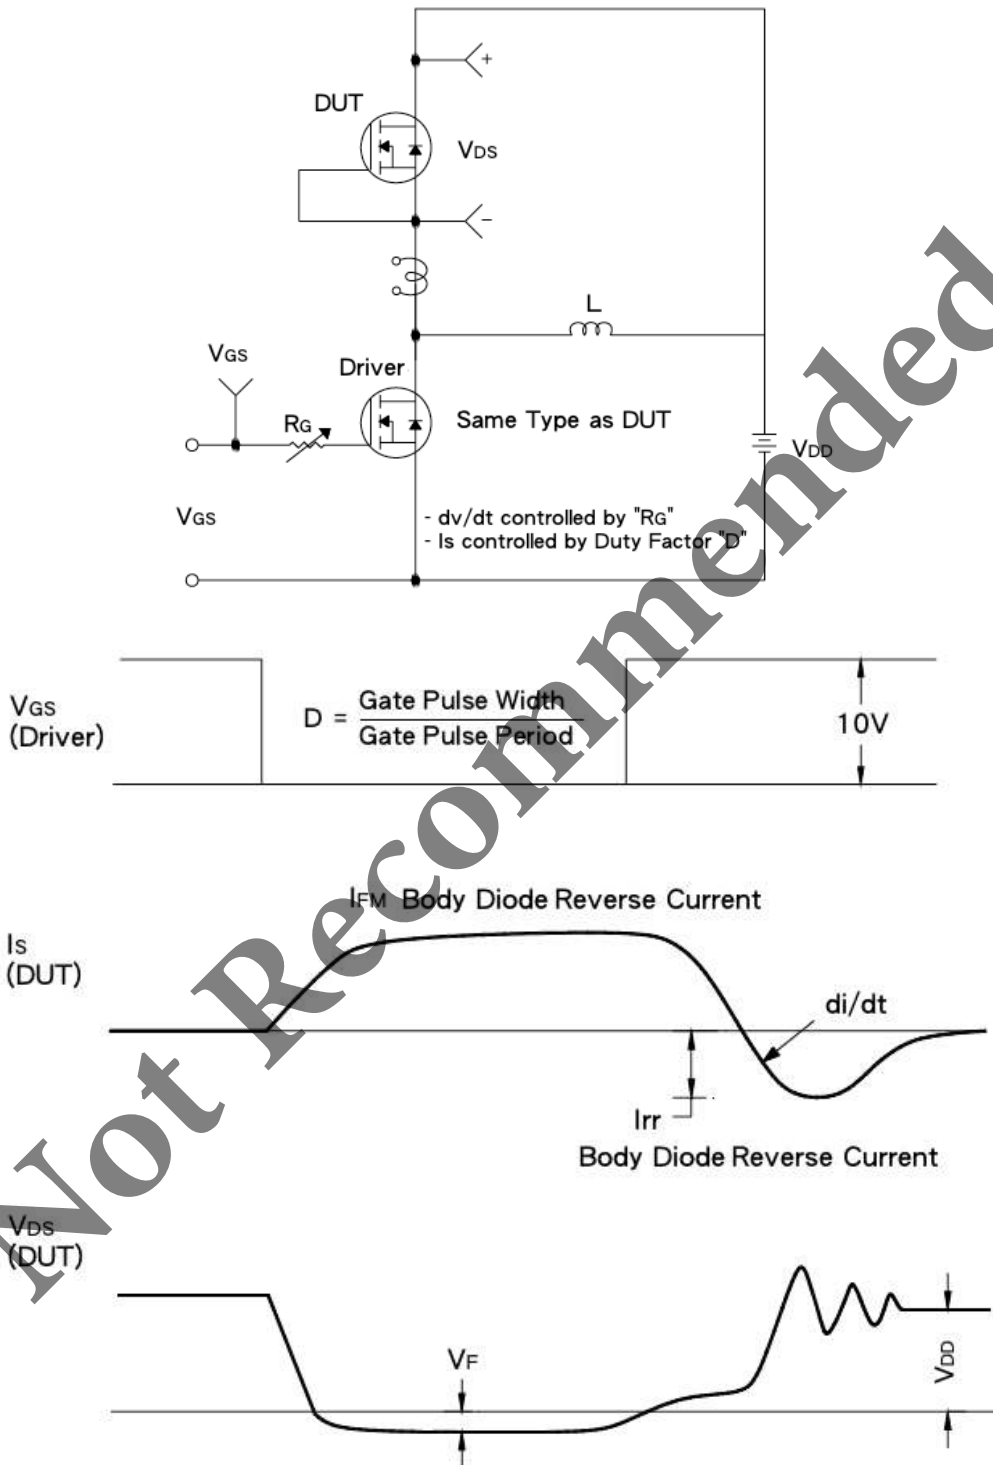 +
DUT
VDS
−
L
VGS
Driver
RG
Same Type as DUT
VDD
VGS
- dv/dt controlled by "RG"
- Is controlled by Duty Factor "D"
VGS
(Driver)
D = Gate Pulse Width
Gate Pulse Period
10V
IFM Body Diode Reverse Current
IS
(DUT)
di/dt
Irr
Body Diode Reverse Current
VDS
(DUT)
VF
VDD
Not Recommended